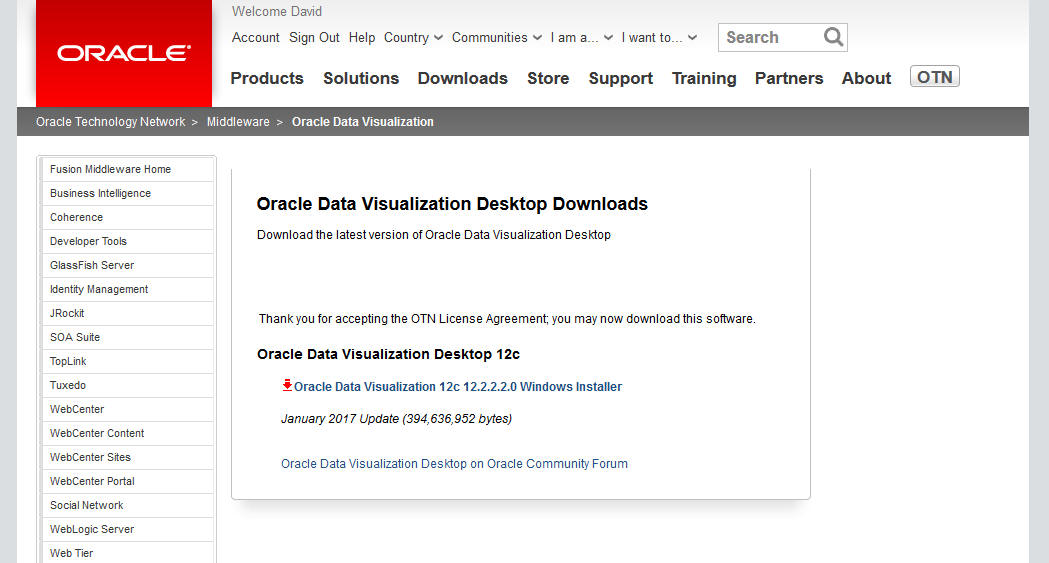 ORACLE®
Welcome David
Account Sign Out Help Country Communities I am a... I want to... Search
Products Solutions Downloads Store Support Training Partners About OTN
Oracle Technology Network > Middleware > Oracle Data Visualization
Fusion Middleware Home
Business Intelligence
Coherence
Developer Tools
GlassFish Server
Identity Management
JRockit
SOA Suite
TopLink
Tuxedo
WebCenter
WebCenter Content
WebCenter Sites
WebCenter Portal
Social Network
WebLogic Server
Web Tier
Oracle Data Visualization Desktop Downloads
Download the latest version of Oracle Data Visualization Desktop
Thank you for accepting the OTN License Agreement; you may now download this software.
Oracle Data Visualization Desktop 12c
Oracle Data Visualization 12c 12.2.2.2.0 Windows Installer
January 2017 Update (394,636,952 bytes)
Oracle Data Visualization Desktop on Oracle Community Forum